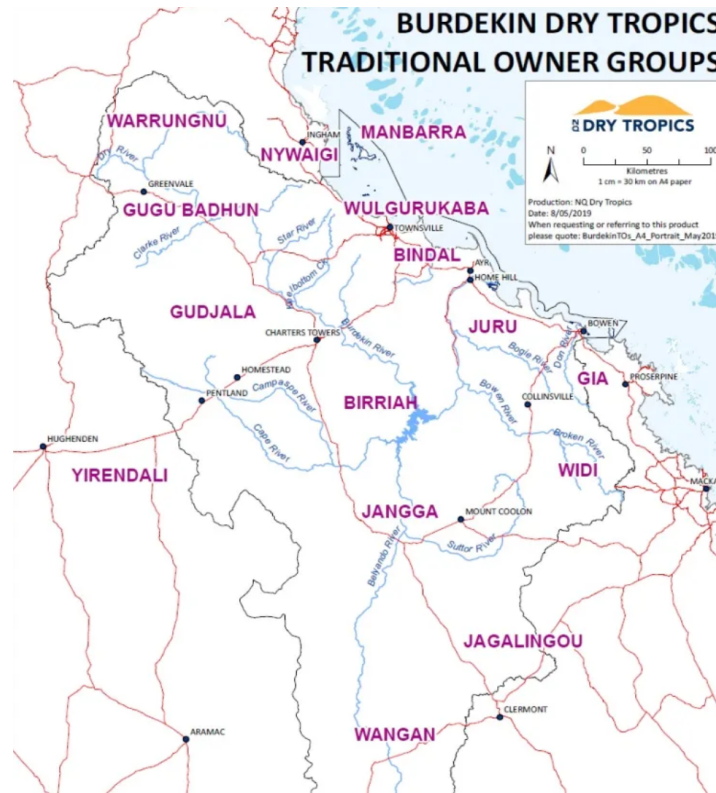 BURDEKIN DRY TROPICS
TRADITIONAL OWNER GROUPS
NQ DRY TROPICS
N
0 50 100
Kilometres
1 cm = 30 km on A4 paper
Production: NQ Dry Tropics
Date: 8/05/2019
When requesting or referring to this product
please quote: BurdekinTOs_A4_Portrait_May2019
WARRUNGNU
MANBARRA
INGHAM
NYWAIGI
Dry River
GREENVALE
GUGU BADHUN
WULGURUKABA
TOWNSVILLE
Star River
Clarke River
BINDAL
AYR
HOME HILL
GUDJALA
JURU
BOWEN
Burdekin River
CHARTERS TOWERS
Bogie River
Don River
GIA
PROSERPINE
HOMESTEAD
PENTLAND
Campaspe River
BIRRIAH
Bowen River
COLLINSVILLE
Cape River
Broken River
HUGHENDEN
YIRENDALI
WIDI
MACKA
JANGGA
MOUNT COOLON
Suttor River
Belyando River
JAGALINGOU
CLERMONT
WANGAN
ARAMAC